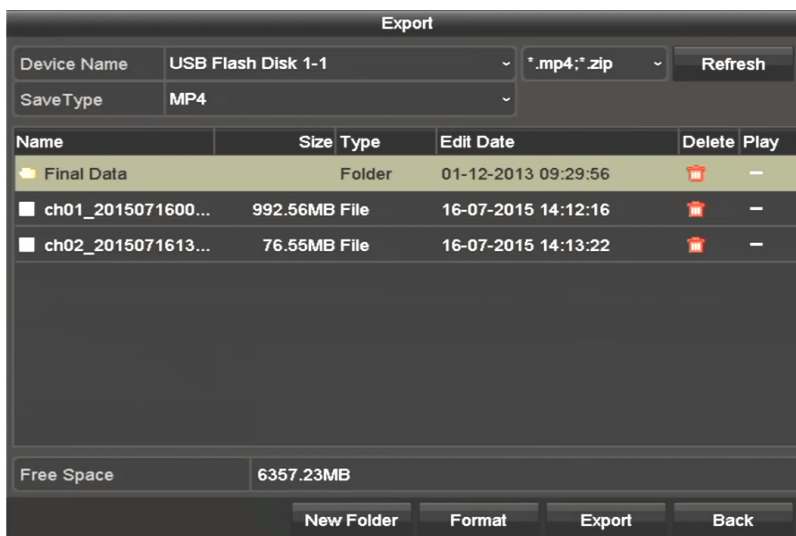 Export
Device Name USB Flash Disk 1-1 *.mp4;*.zip Refresh
SaveType MP4
Name Size Type Edit Date Delete Play
Final Data Folder 01-12-2013 09:29:56
ch01_2015071600... 992.56MB File 16-07-2015 14:12:16
ch02_2015071613... 76.55MB File 16-07-2015 14:13:22
Free Space 6357.23MB
New Folder Format Export Back